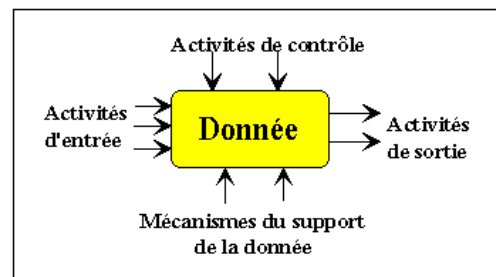 Activités de contrôle
Activités
d'entrée
Donnée
Activités
de sortie
Mécanismes du support
de la donnée